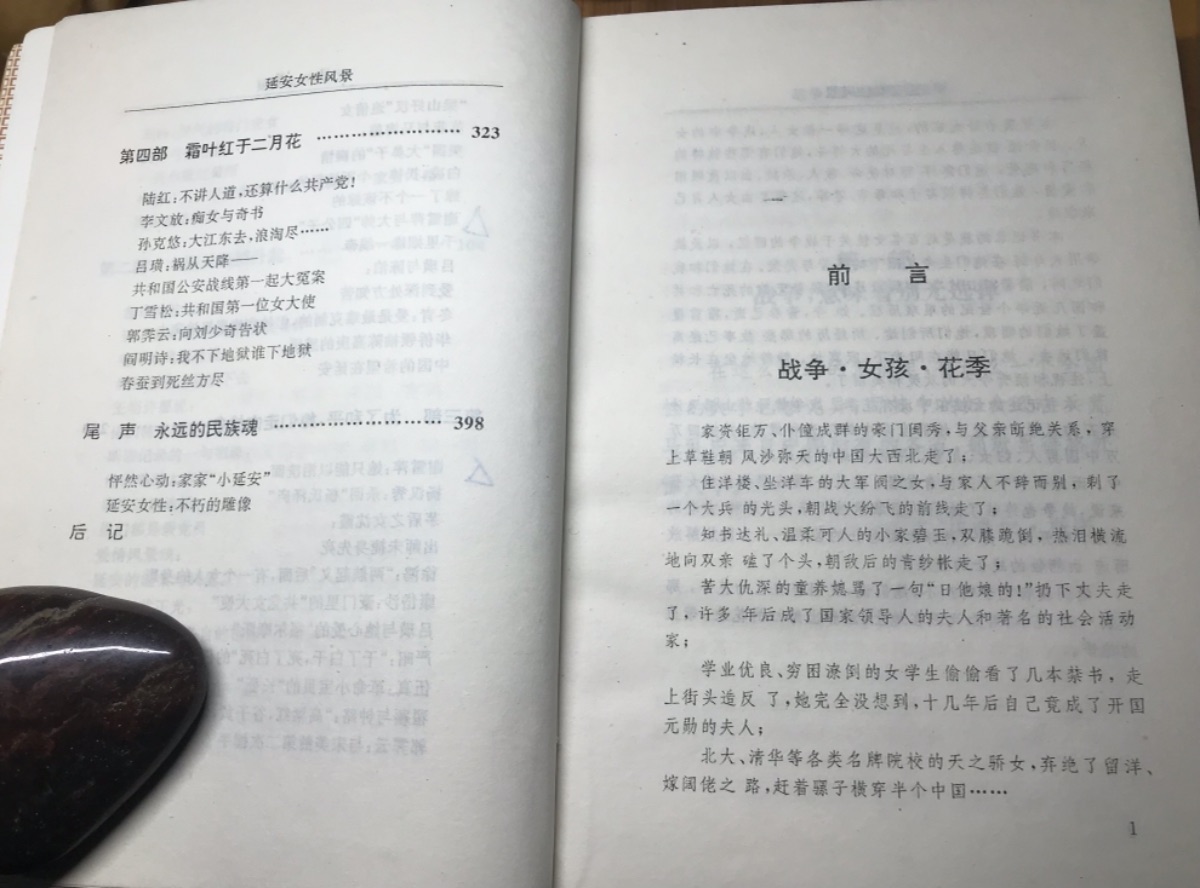 延安女性风景
第四部 霜叶红于二月花 ……………………… 323
陆红:不讲人道,还算什么共产党!
李文放:痴女与奇书
孙克悠:大江东去,浪淘尽……
吕璜:祸从天降——
共和国公安战线第一起大冤案
丁雪松:共和国第一位女大使
郭霁云:向刘少奇告状
阎明诗:我不下地狱谁下地狱
春蚕到死丝方尽
尾 声 永远的民族魂 ………………………… 398
怦然心动:家家“小延安”
延安女性:不朽的雕像
后 记
前 言
战争·女孩·花季
家资钜万、仆僮成群的豪门闺秀,与父亲断绝关系,穿
上草鞋朝 风沙弥天的中国大西北走了;
住洋楼、坐洋车的大军阀之女,与家人不辞而别,剃了
一个大兵 的光头,朝战火纷飞的前线走了;
知书达礼、温柔可人的小家碧玉,双膝跪倒,热泪横流
地向双亲 磕了个头,朝敌后的青纱帐走了;
苦大仇深的童养媳骂了一句“日他娘的!”扔下丈夫走
了,许多 年后成了国家领导人的夫人和著名的社会活动
家;
学业优良、穷困潦倒的女学生偷偷看了几本禁书,走
上街头造反 了,她完全没想到,十几年后自己竟成了开国
元勋的夫人;
北大、清华等各类名牌院校的天之骄女,弃绝了留洋、
嫁阔佬之 路,赶着骡子横穿半个中国……
1